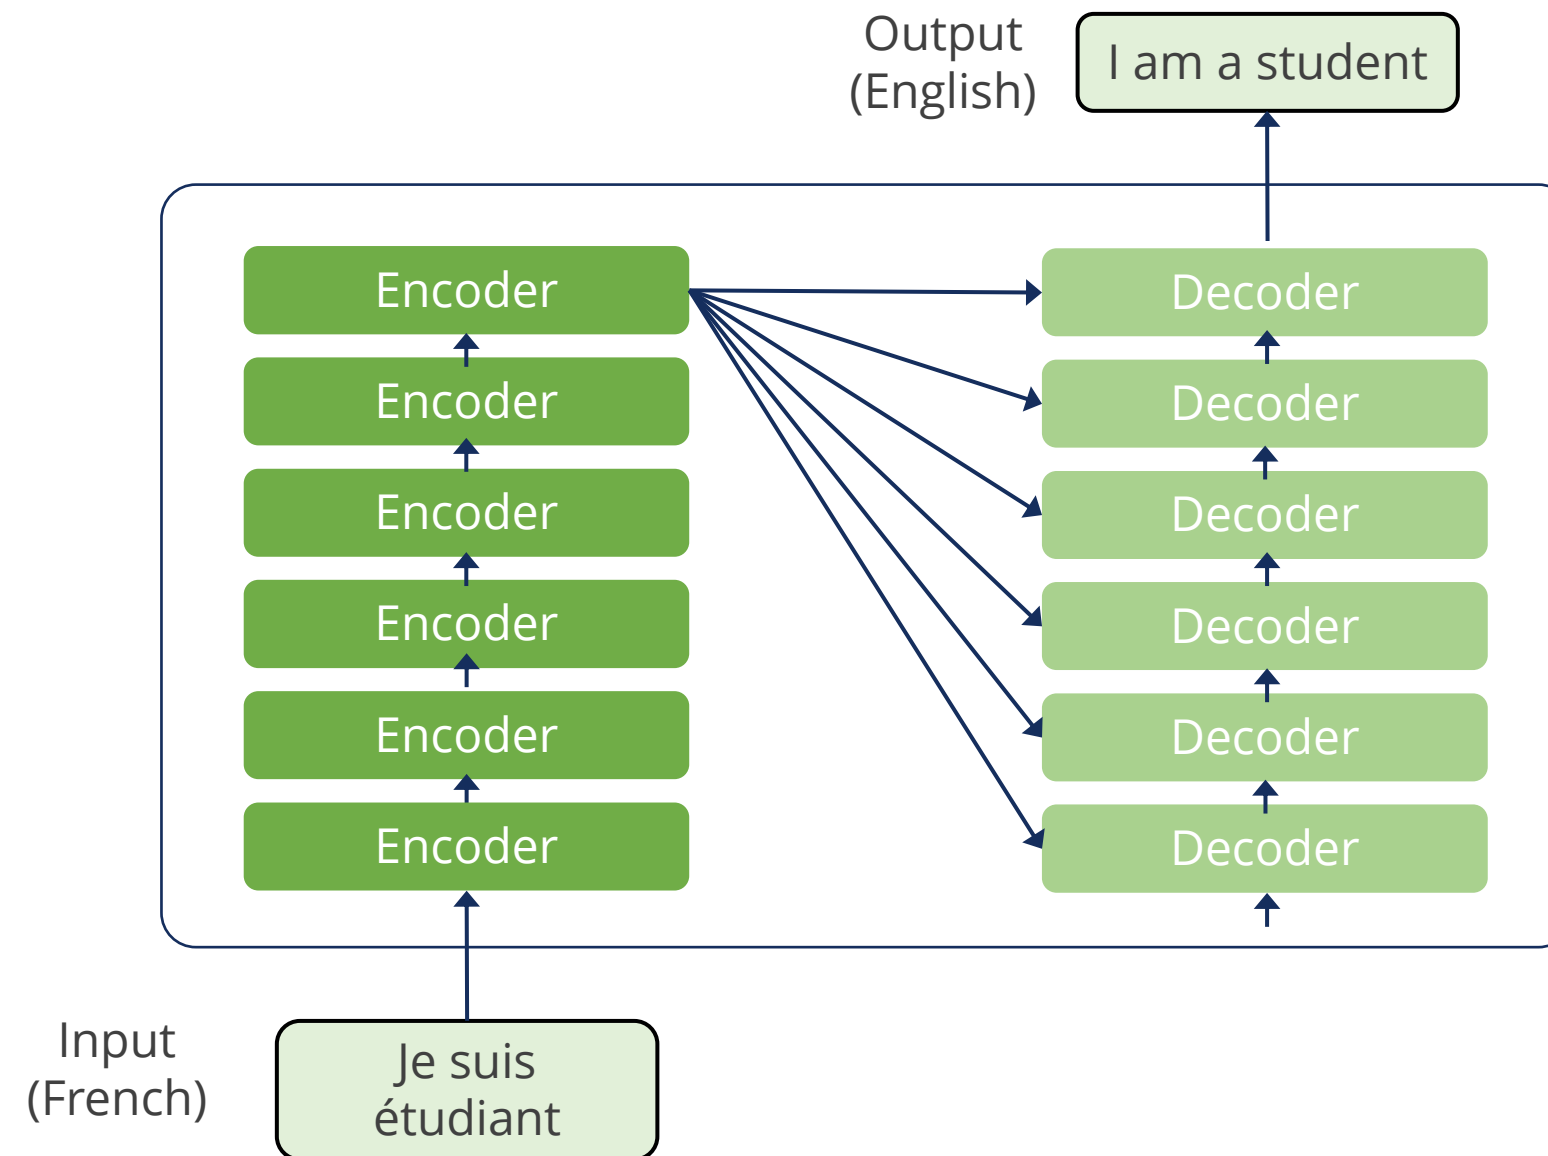 Output
(English)
I am a student
Encoder
Encoder
Encoder
Encoder
Encoder
Encoder
Decoder
Decoder
Decoder
Decoder
Decoder
Decoder
Input
(French)
Je suis
étudiant